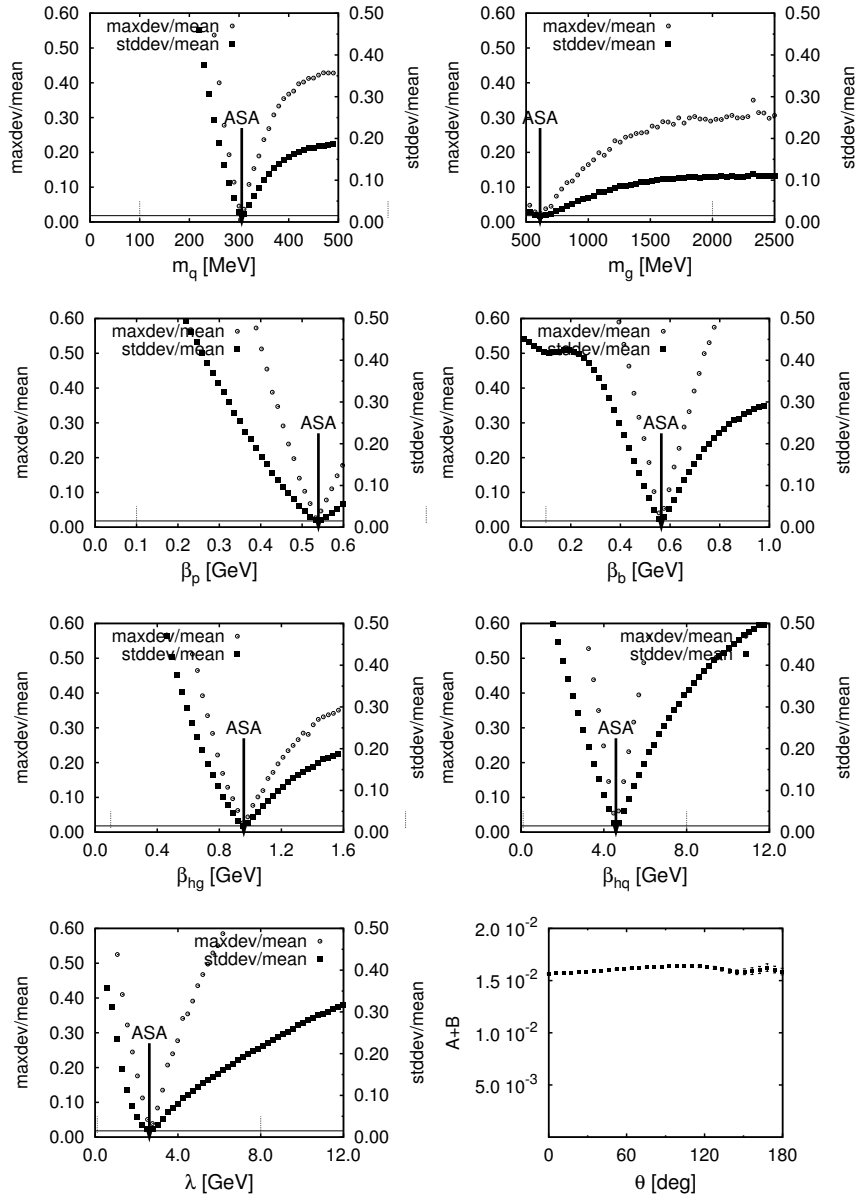 maxdev/mean
stddev/mean
ASA
maxdev/mean
stddev/mean
0.60
0.50
0.40
0.30
0.20
0.10
0.00
0.50
0.40
0.30
0.20
0.10
0.00
0 100 200 300 400 500
m_q [MeV]
maxdev/mean
stddev/mean
ASA
maxdev/mean
stddev/mean
0.60
0.50
0.40
0.30
0.20
0.10
0.00
0.50
0.40
0.30
0.20
0.10
0.00
500 1000 1500 2000 2500
m_g [MeV]
maxdev/mean
stddev/mean
ASA
maxdev/mean
stddev/mean
0.60
0.50
0.40
0.30
0.20
0.10
0.00
0.50
0.40
0.30
0.20
0.10
0.00
0.0 0.1 0.2 0.3 0.4 0.5 0.6
β_p [GeV]
maxdev/mean
stddev/mean
ASA
maxdev/mean
stddev/mean
0.60
0.50
0.40
0.30
0.20
0.10
0.00
0.50
0.40
0.30
0.20
0.10
0.00
0.0 0.2 0.4 0.6 0.8 1.0
β_b [GeV]
maxdev/mean
stddev/mean
ASA
maxdev/mean
stddev/mean
0.60
0.50
0.40
0.30
0.20
0.10
0.00
0.50
0.40
0.30
0.20
0.10
0.00
0.0 0.4 0.8 1.2 1.6
β_hg [GeV]
maxdev/mean
stddev/mean
ASA
maxdev/mean
stddev/mean
0.60
0.50
0.40
0.30
0.20
0.10
0.00
0.50
0.40
0.30
0.20
0.10
0.00
0.0 4.0 8.0 12.0
β_hq [GeV]
maxdev/mean
stddev/mean
ASA
maxdev/mean
stddev/mean
0.60
0.50
0.40
0.30
0.20
0.10
0.00
0.50
0.40
0.30
0.20
0.10
0.00
0.0 4.0 8.0 12.0
λ [GeV]
A+B
2.0 10^-2
1.5 10^-2
1.0 10^-2
5.0 10^-3
0 60 120 180
θ [deg]